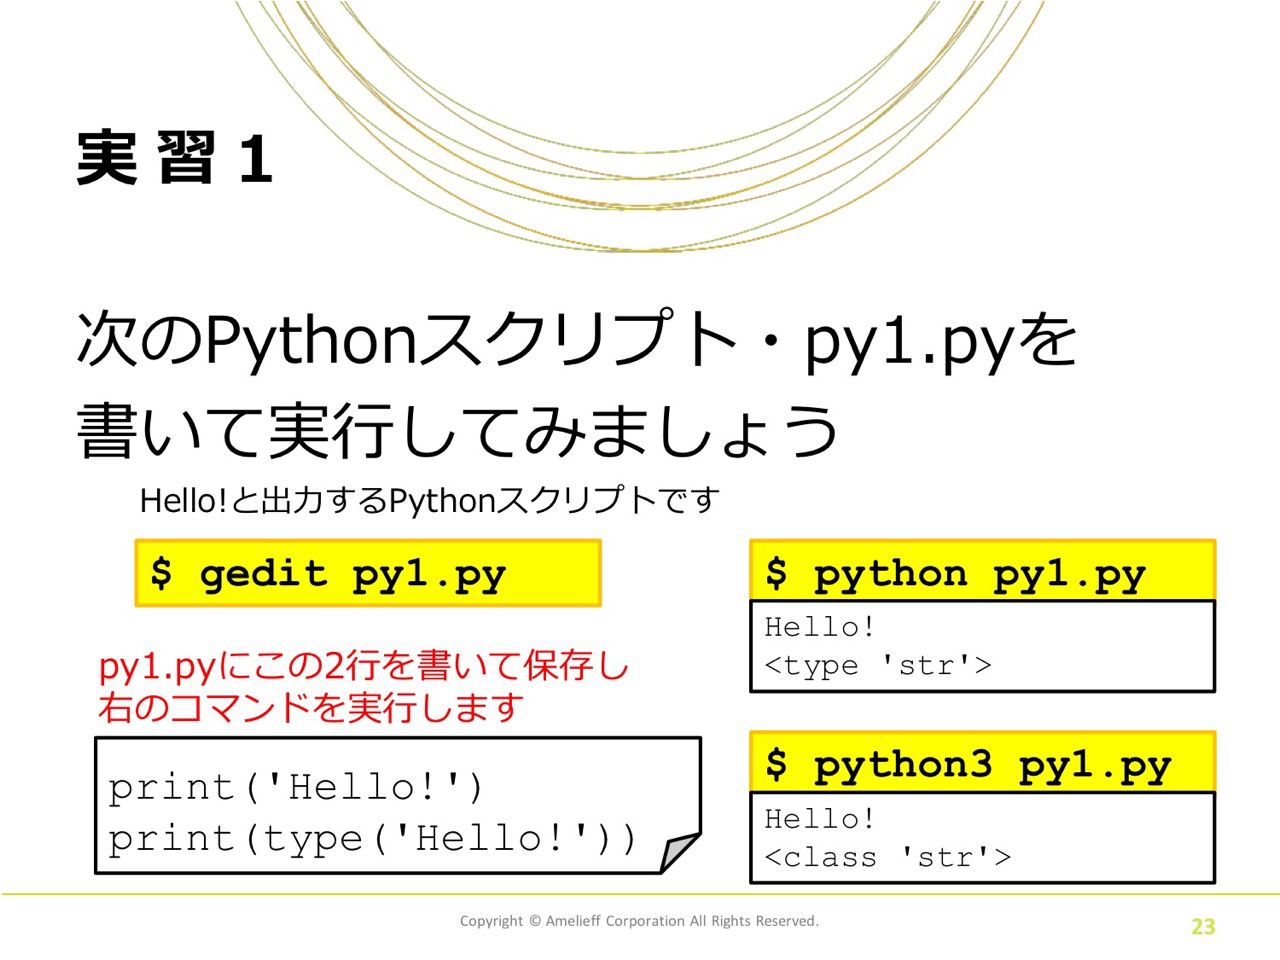 実習1
次のPythonスクリプト・py1.pyを
書いて実行してみましょう
Hello!と出力するPythonスクリプトです
$ gedit py1.py
py1.pyにこの2行を書いて保存し
右のコマンドを実行します
print('Hello!')
print(type('Hello!'))
$ python py1.py
Hello!
<type 'str'>
$ python3 py1.py
Hello!
<class 'str'>
Copyright © Amelieff Corporation All Rights Reserved.
23